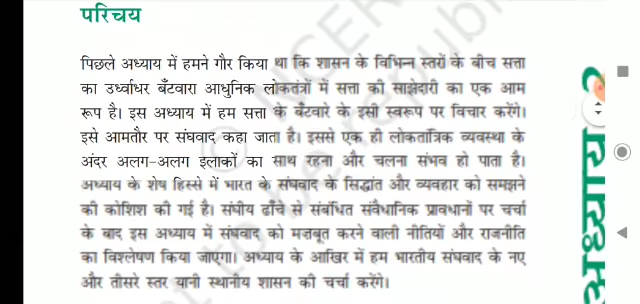 परिचय
पिछले अध्याय में हमने गौर किया था कि शासन के विभिन्न स्तरों के बीच सत्ता
का उर्ध्वाधर बँटवारा आधुनिक लोकतंत्रों में सत्ता की साझेदारी का एक आम
रूप है। इस अध्याय में हम सत्ता के बँटवारे के इसी स्वरूप पर विचार करेंगे।
इसे आमतौर पर संघवाद कहा जाता है। इससे एक ही लोकतांत्रिक व्यवस्था के
अंदर अलग-अलग इलाकों का साथ रहना और चलना संभव हो पाता है।
अध्याय के शेष हिस्से में भारत के संघवाद के सिद्धांत और व्यवहार को समझने
की कोशिश की गई है। संघीय ढाँचे से संबंधित संवैधानिक प्रावधानों पर चर्चा
के बाद इस अध्याय में संघवाद को मज़बूत करने वाली नीतियों और राजनीति
का विश्लेषण किया जाएगा। अध्याय के आखिर में हम भारतीय संघवाद के नए
और तीसरे स्तर यानी स्थानीय शासन की चर्चा करेंगे।
अध्याय